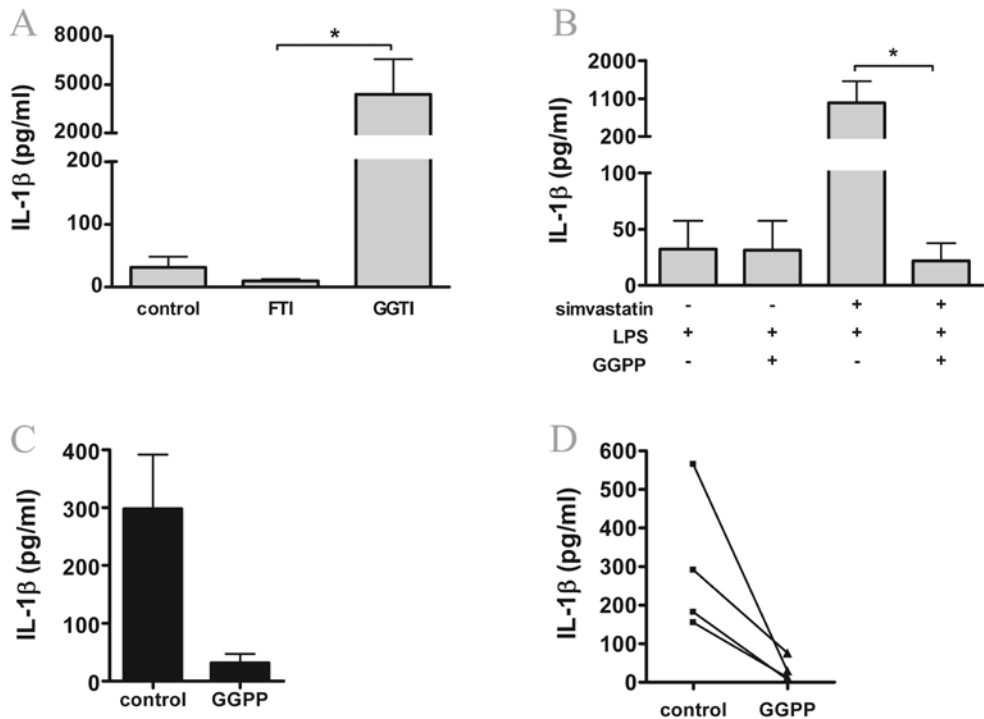 A
IL-1β (pg/ml)
8000
5000
2000
200
100
0
*
control FTI GGTI
B
IL-1β (pg/ml)
2000
1100
200
100
50
0
*
simvastatin - - + +
LPS + + + +
GGPP - + - +
C
IL-1β (pg/ml)
400
300
200
100
0
control GGPP
D
IL-1β (pg/ml)
600
500
400
300
200
100
0
control GGPP